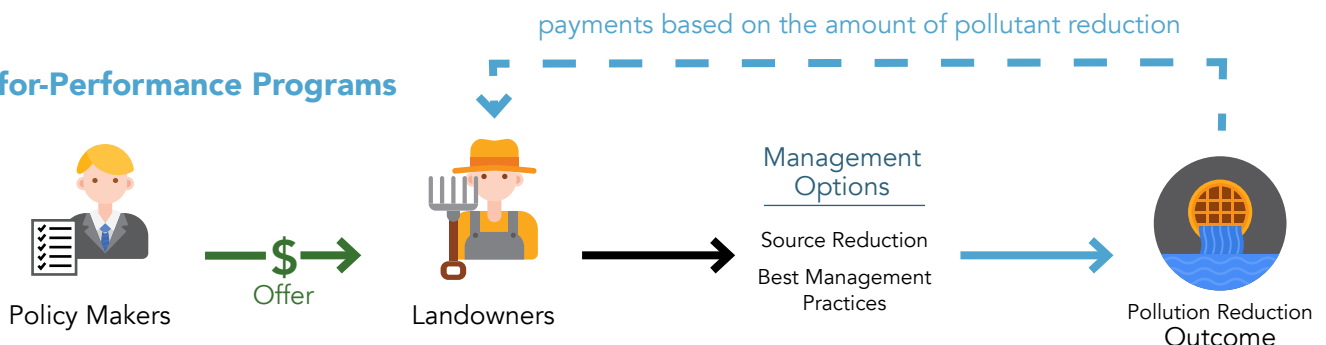 payments based on the amount of pollutant reduction
for-Performance Programs
Management
Options
Source Reduction
Best Management
Practices
$
Offer
Policy Makers
Landowners
Pollution Reduction
Outcome